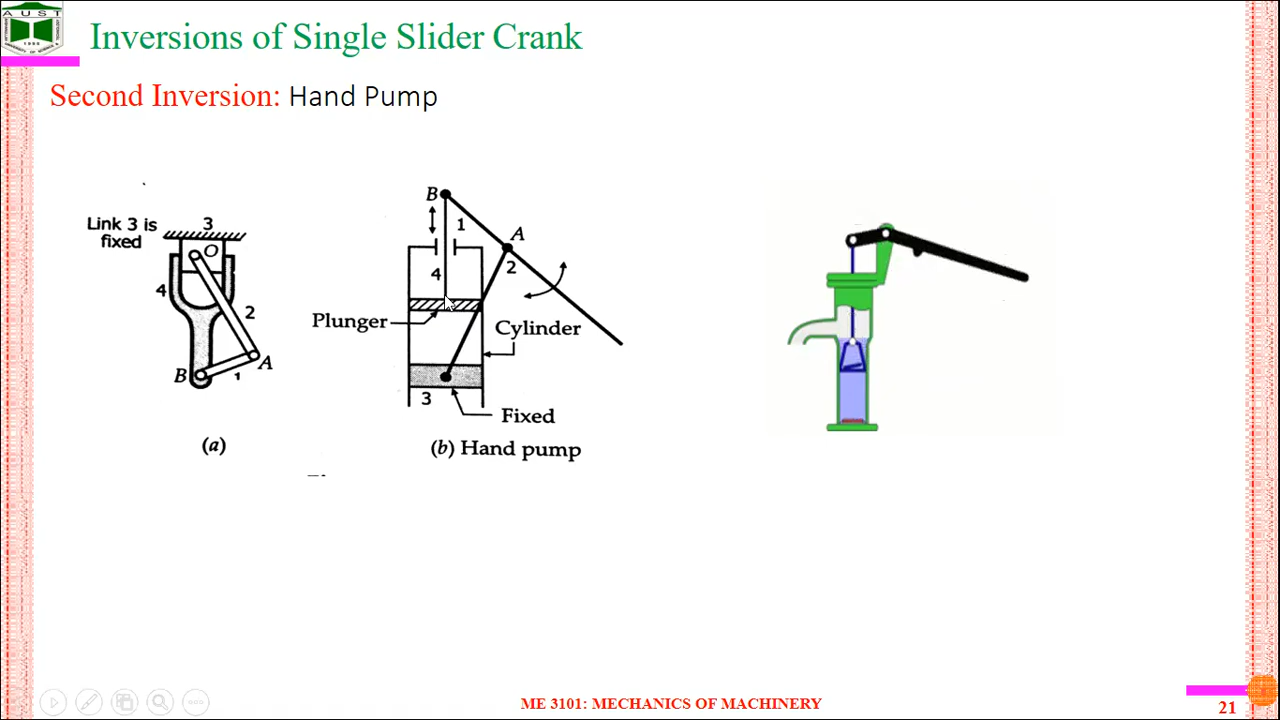 AUST
Inversions of Single Slider Crank
Second Inversion: Hand Pump
Link 3 is
fixed
3
O
4
2
A
B
1
(a)
B
1
A
4
2
Plunger
Cylinder
3
Fixed
(b) Hand pump
ME 3101: MECHANICS OF MACHINERY
21